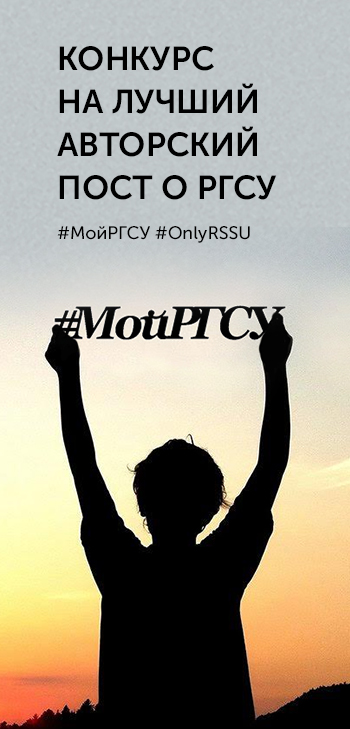 КОНКУРС
НА ЛУЧШИЙ
АВТОРСКИЙ
ПОСТ О РГСУ
#МойРГСУ #OnlyRSSU
#МойРГСУ